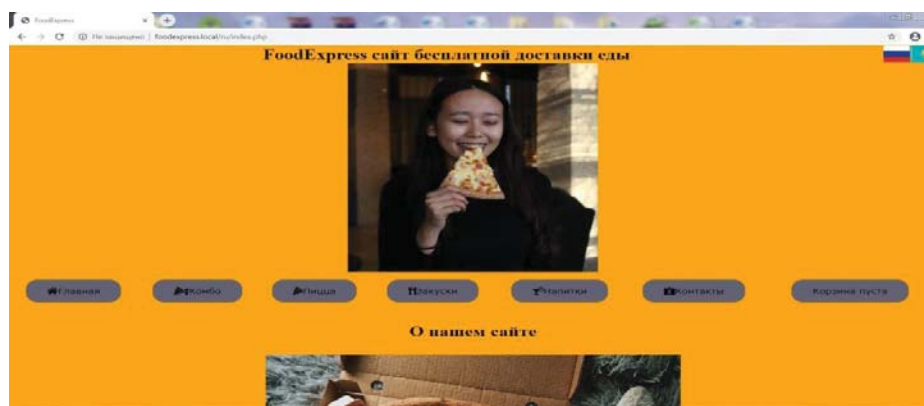 FoodExpress
Не защищено | foodexpress.local/ru/index.php
FoodExpress сайт бесплатной доставки еды
Главная Комбо Пицца Закуски Напитки Контакты Корзина пуста
О нашем сайте